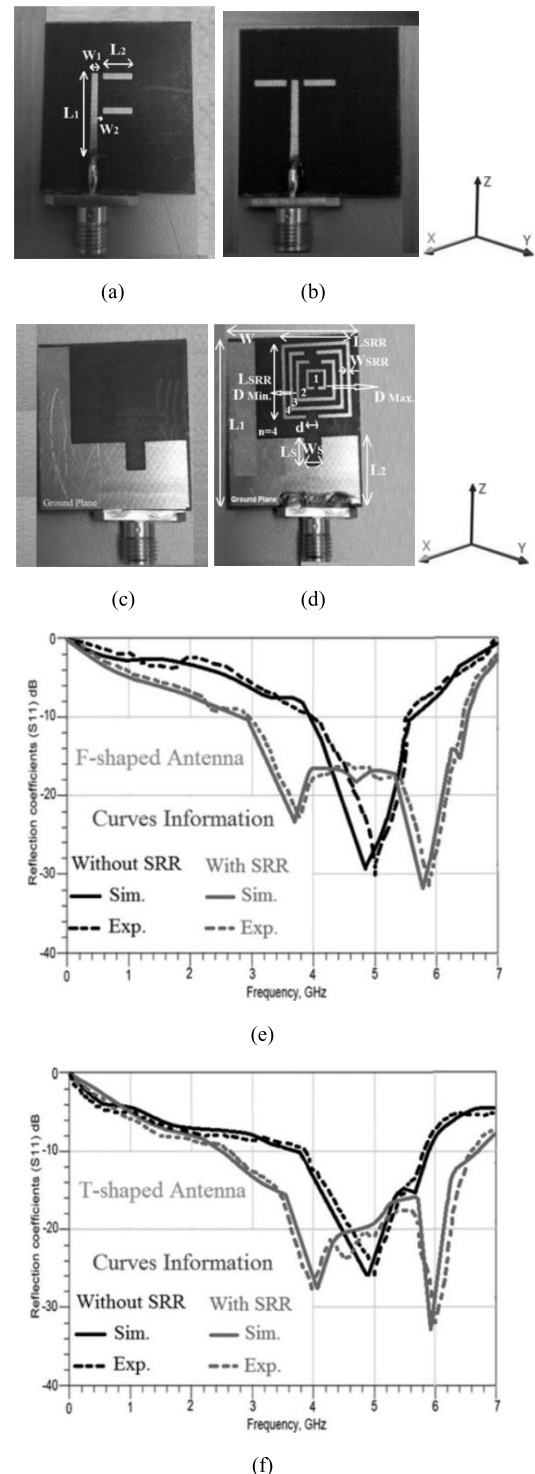 W1
L2
L1
W2
Z
X
Y
(a)
(b)
W
LSRR
WSRR
LSRR
D Min.
D Max.
1
2
3
4
n=4
d
L1
LS
WS
L2
Ground Plane
Ground Plane
Z
X
Y
(c)
(d)
Reflection coefficients (S11) dB
0
-10
-20
-30
-40
F-shaped Antenna
Curves Information
Without SRR
With SRR
Sim.
Sim.
Exp.
Exp.
0
1
2
3
4
5
6
7
Frequency, GHz
(e)
Reflection coefficients (S11) dB
0
-10
-20
-30
-40
T-shaped Antenna
Curves Information
Without SRR
With SRR
Sim.
Sim.
Exp.
Exp.
0
1
2
3
4
5
6
7
Frequency, GHz
(f)